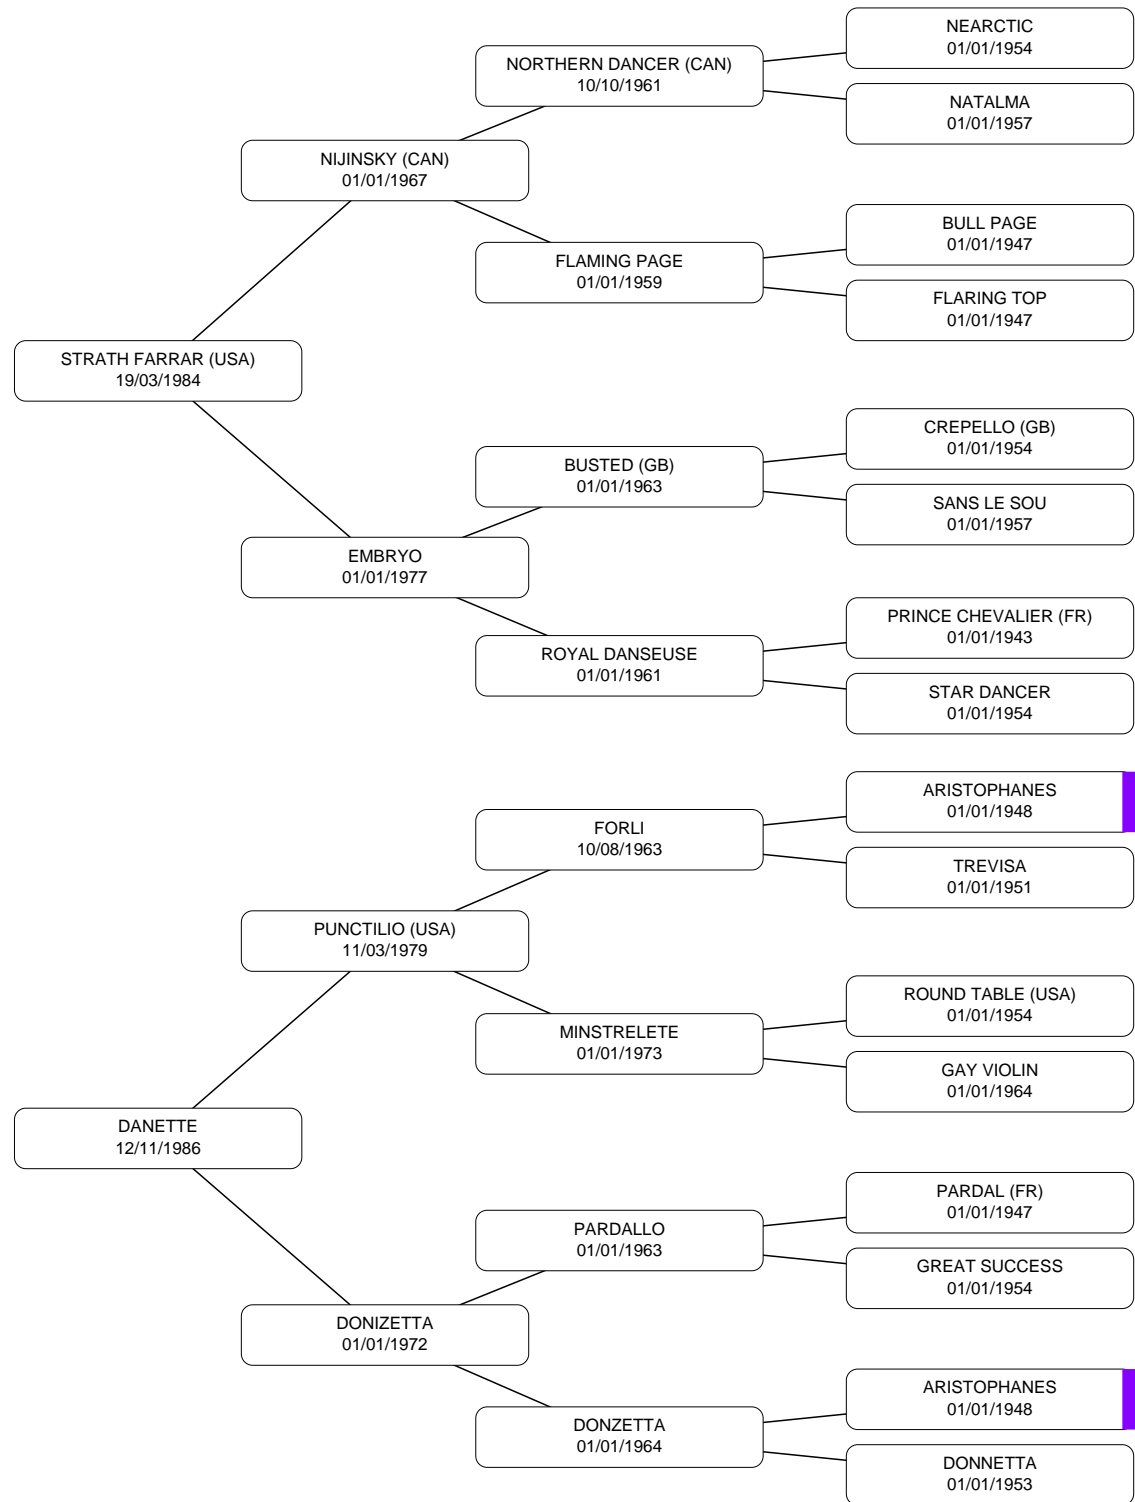 NEARCTIC
01/01/1954
NORTHERN DANCER (CAN)
10/10/1961
NATALMA
01/01/1957
NIJINSKY (CAN)
01/01/1967
BULL PAGE
01/01/1947
FLAMING PAGE
01/01/1959
FLARING TOP
01/01/1947
STRATH FARRAR (USA)
19/03/1984
CREPELLO (GB)
01/01/1954
BUSTED (GB)
01/01/1963
SANS LE SOU
01/01/1957
EMBRYO
01/01/1977
PRINCE CHEVALIER (FR)
01/01/1943
ROYAL DANSEUSE
01/01/1961
STAR DANCER
01/01/1954
ARISTOPHANES
01/01/1948
FORLI
10/08/1963
TREVISA
01/01/1951
PUNCTILIO (USA)
11/03/1979
ROUND TABLE (USA)
01/01/1954
MINSTRELETE
01/01/1973
GAY VIOLIN
01/01/1964
DANETTE
12/11/1986
PARDAL (FR)
01/01/1947
PARDALLO
01/01/1963
GREAT SUCCESS
01/01/1954
DONIZETTA
01/01/1972
ARISTOPHANES
01/01/1948
DONZETTA
01/01/1964
DONNETTA
01/01/1953